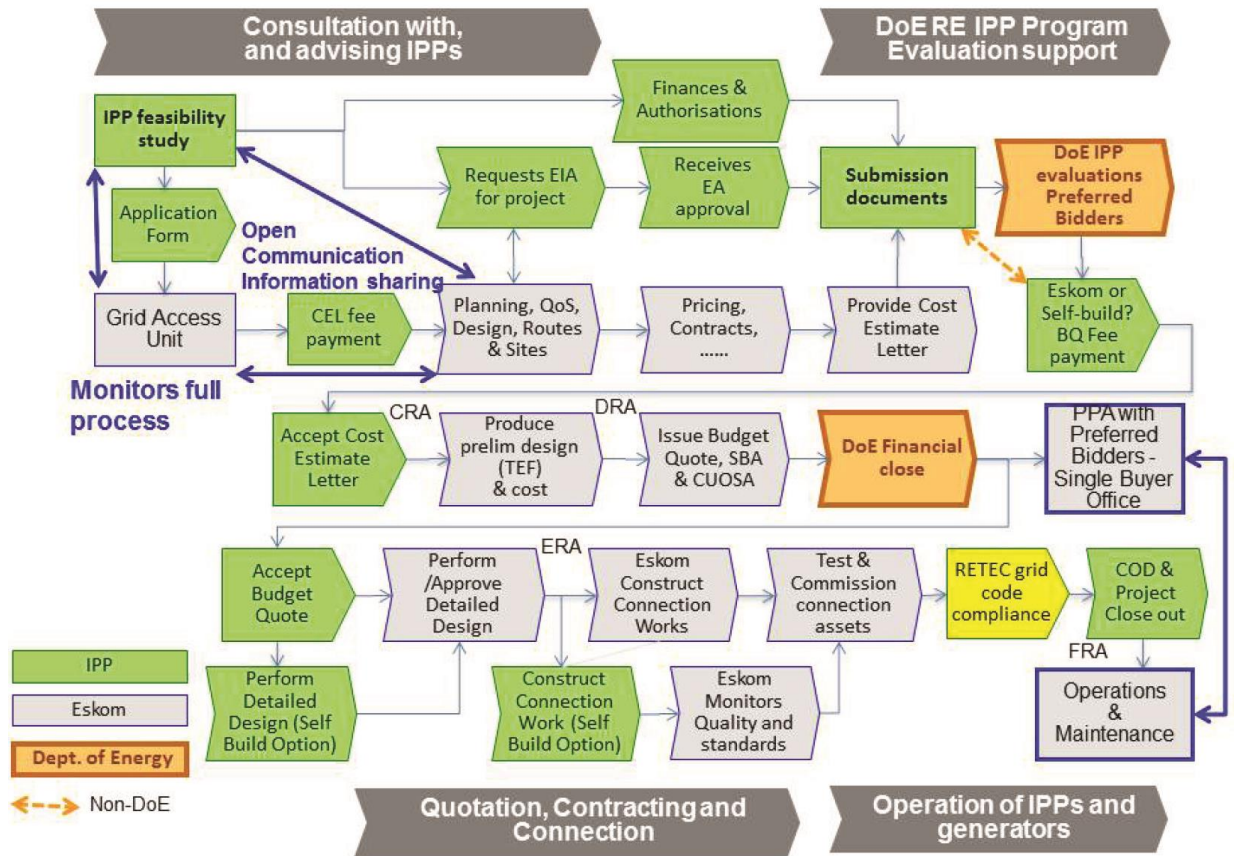 Consultation with,
and advising IPPs
DoE RE IPP Program
Evaluation support
Finances &
Authorisations
IPP feasibility
study
Requests EIA
for project
Receives
EA
approval
Submission
documents
DoE IPP
evaluations
Preferred
Bidders
Application
Form
Open
Communication
Information sharing
Grid Access
Unit
CEL fee
payment
Planning, QoS,
Design, Routes
& Sites
Pricing,
Contracts,
......
Provide Cost
Estimate
Letter
Eskom or
Self-build?
BQ Fee
payment
Monitors full
process
Accept Cost
Estimate
Letter
CRA
Produce
prelim design
(TEF)
& cost
DRA
Issue Budget
Quote, SBA
& CUOSA
DoE Financial
close
PPA with
Preferred
Bidders -
Single Buyer
Office
Accept
Budget
Quote
Perform
/Approve
Detailed
Design
ERA
Eskom
Construct
Connection
Works
Test &
Commission
connection
assets
RETEC grid
code
compliance
COD &
Project
Close out
FRA
IPP
Eskom
Dept. of Energy
Non-DoE
Perform
Detailed
Design (Self
Build Option)
Construct
Connection
Work (Self
Build Option)
Eskom
Monitors
Quality and
standards
Operations
&
Maintenance
Quotation, Contracting and
Connection
Operation of IPPs and
generators